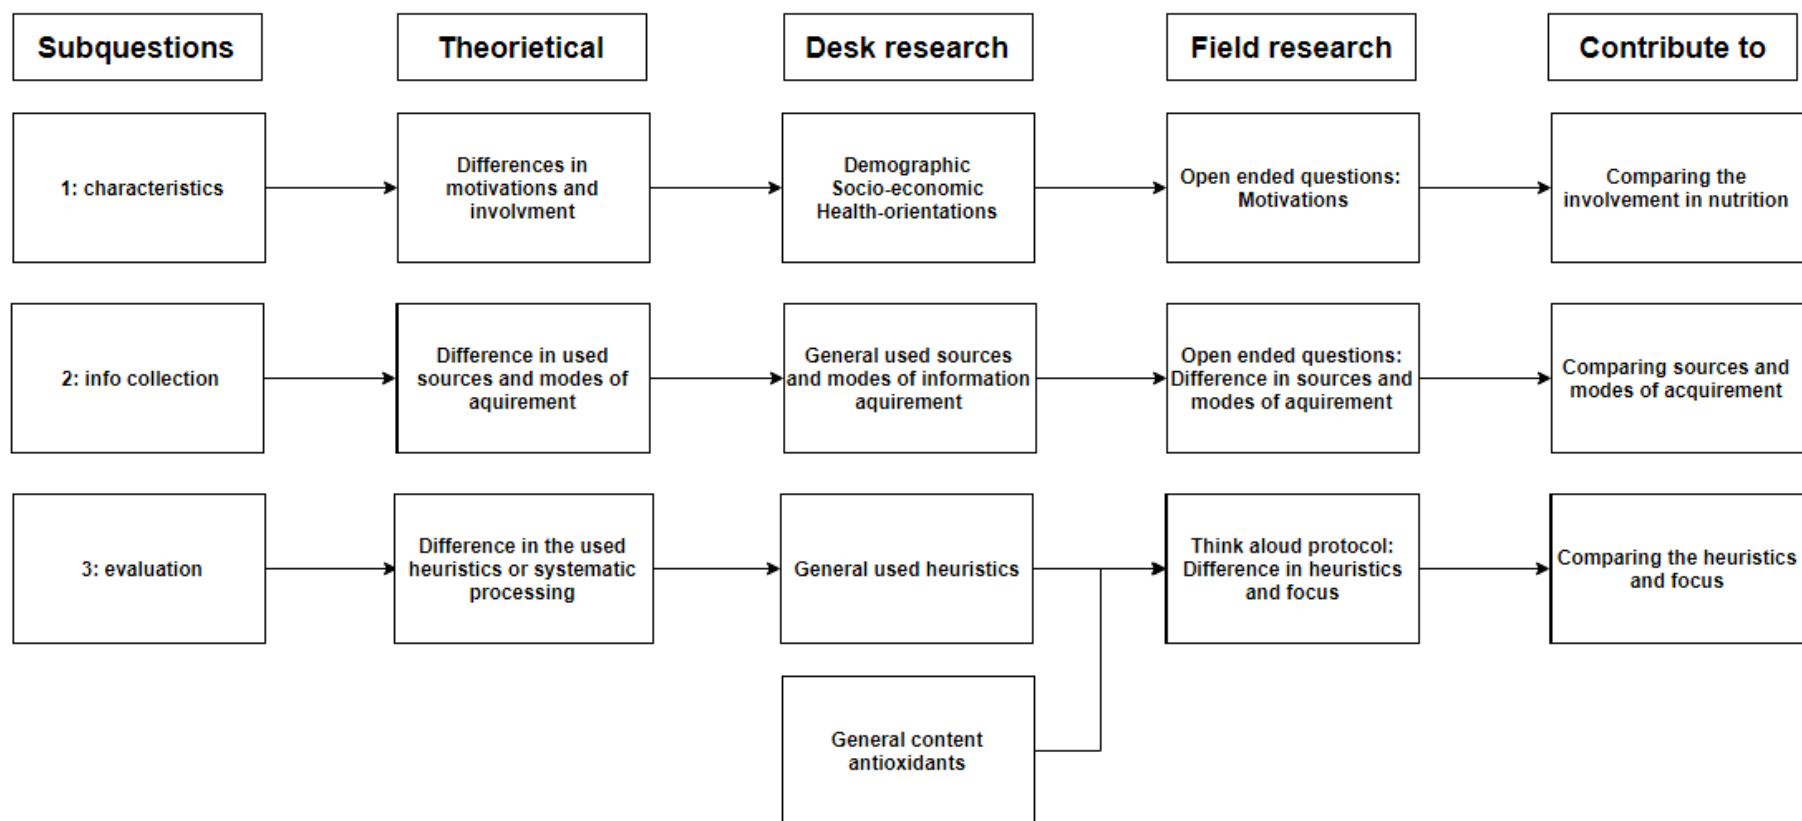 Subquestions
Theorietical
Desk research
Field research
Contribute to
1: characteristics
Differences in
motivations and
involvment
Demographic
Socio-economic
Health-orientations
Open ended questions:
Motivations
Comparing the
involvement in nutrition
2: info collection
Difference in used
sources and modes of
aquirement
General used sources
and modes of information
aquirement
Open ended questions:
Difference in sources and
modes of aquirement
Comparing sources and
modes of acquirement
3: evaluation
Difference in the used
heuristics or systematic
processing
General used heuristics
Think aloud protocol:
Difference in heuristics
and focus
Comparing the heuristics
and focus
General content
antioxidants